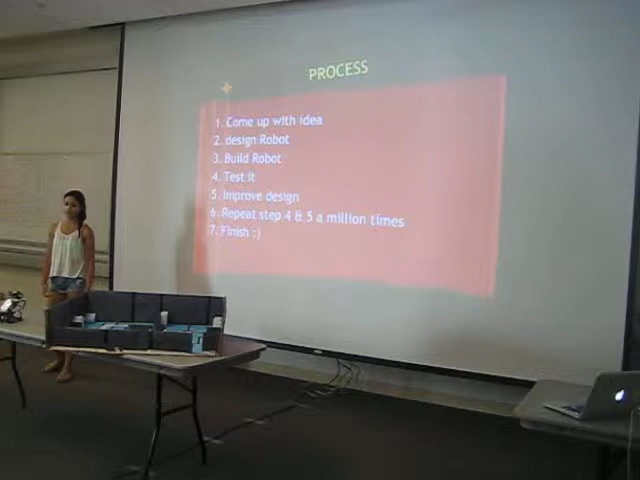 PROCESS
1. Come up with idea
2. design Robot
3. Build Robot
4. Test it
5. Improve design
6. Repeat step 4 & 5 a million times
7. Finish :)